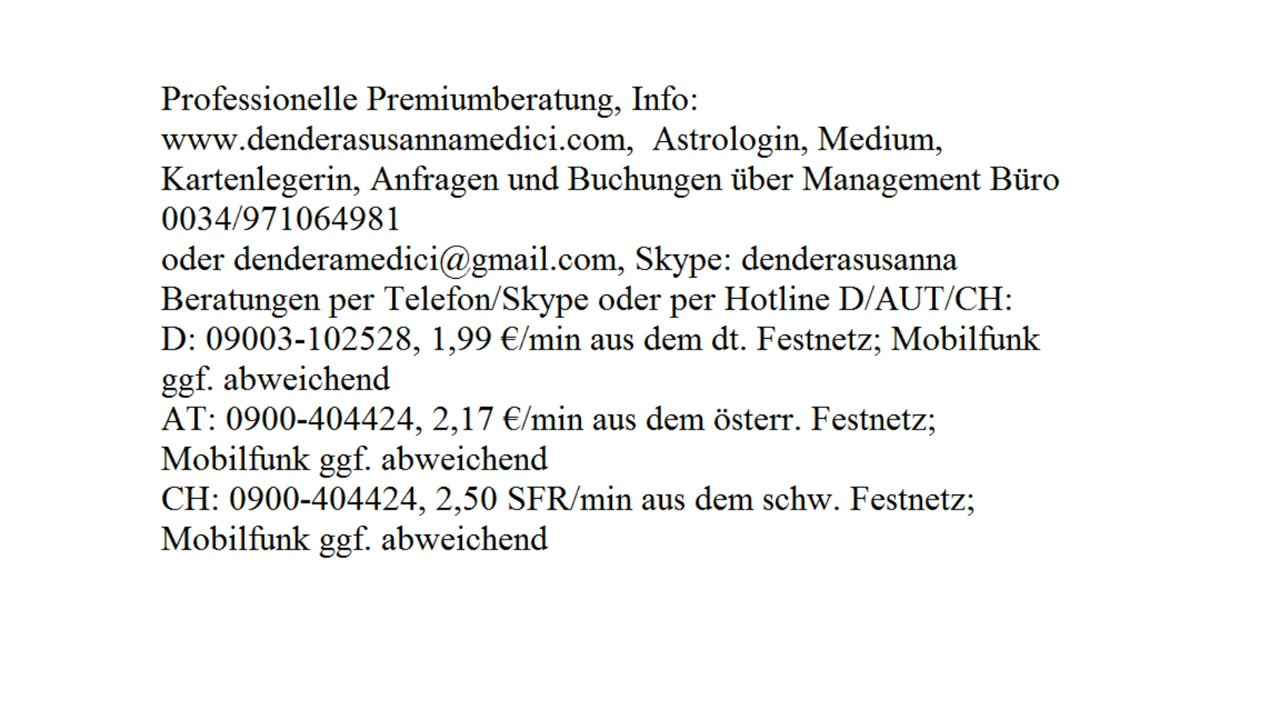 Professionelle Premiumberatung, Info:
www.denderasusannamedici.com,  Astrologin, Medium,
Kartenlegerin, Anfragen und Buchungen über Management Büro
0034/971064981
oder denderamedici@gmail.com, Skype: denderasusanna
Beratungen per Telefon/Skype oder per Hotline D/AUT/CH:
D: 09003-102528, 1,99 €/min aus dem dt. Festnetz; Mobilfunk
ggf. abweichend
AT: 0900-404424, 2,17 €/min aus dem österr. Festnetz;
Mobilfunk ggf. abweichend
CH: 0900-404424, 2,50 SFR/min aus dem schw. Festnetz;
Mobilfunk ggf. abweichend